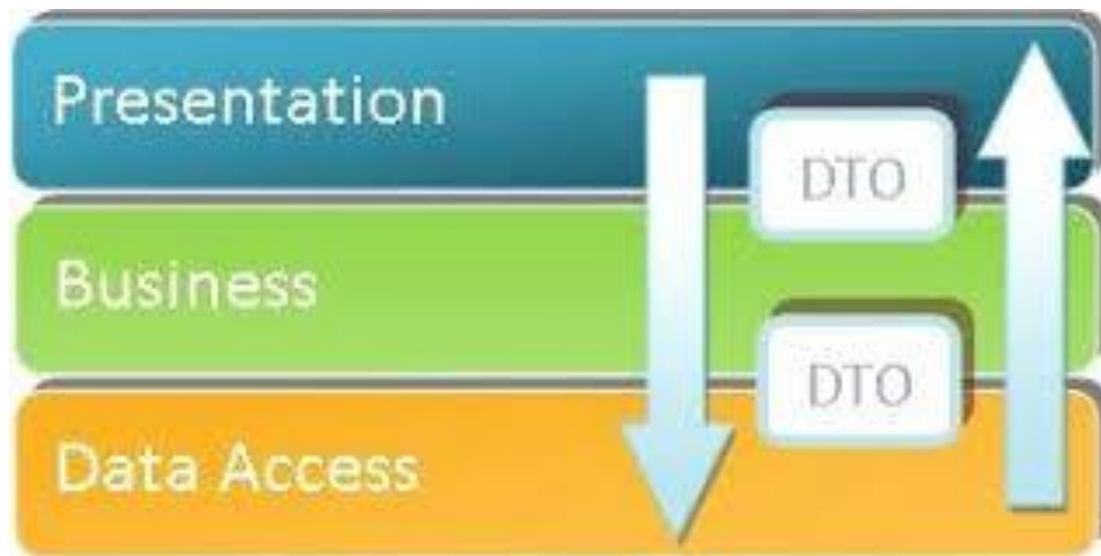 Presentation
DTO
Business
DTO
Data Access